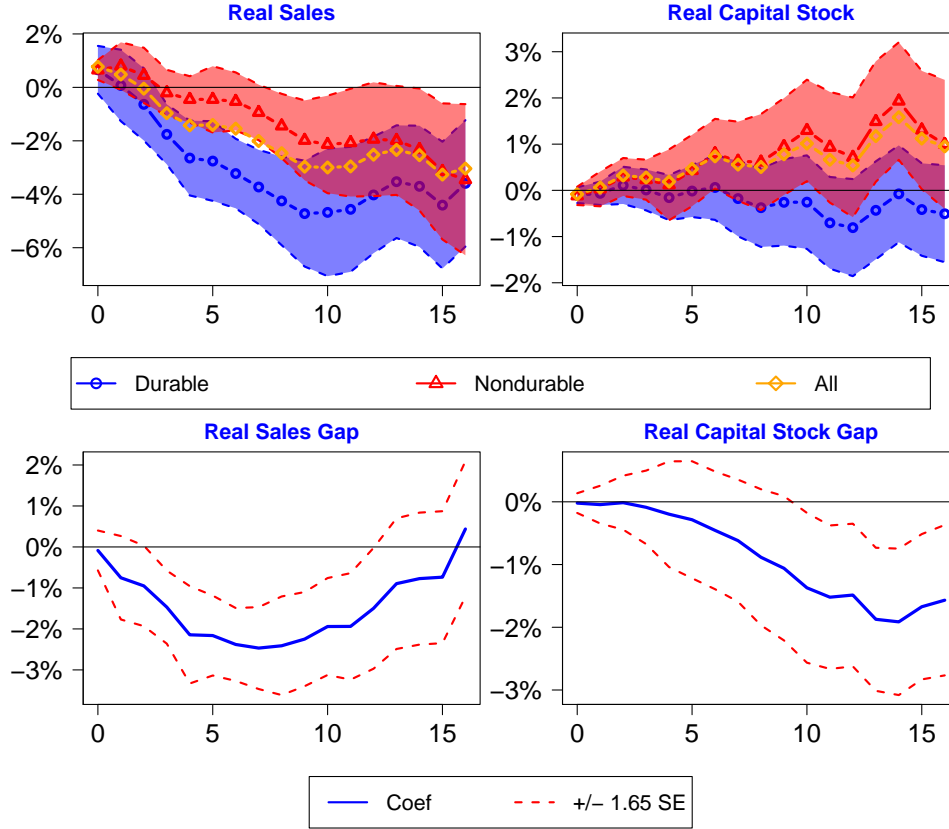 Real Sales
2%
0%
−2%
−4%
−6%
0 5 10 15
Real Capital Stock
3%
2%
1%
0%
−1%
−2%
0 5 10 15
Durable Nondurable All
Real Sales Gap
2%
1%
0%
−1%
−2%
−3%
0 5 10 15
Real Capital Stock Gap
0%
−1%
−2%
−3%
0 5 10 15
Coef +/− 1.65 SE